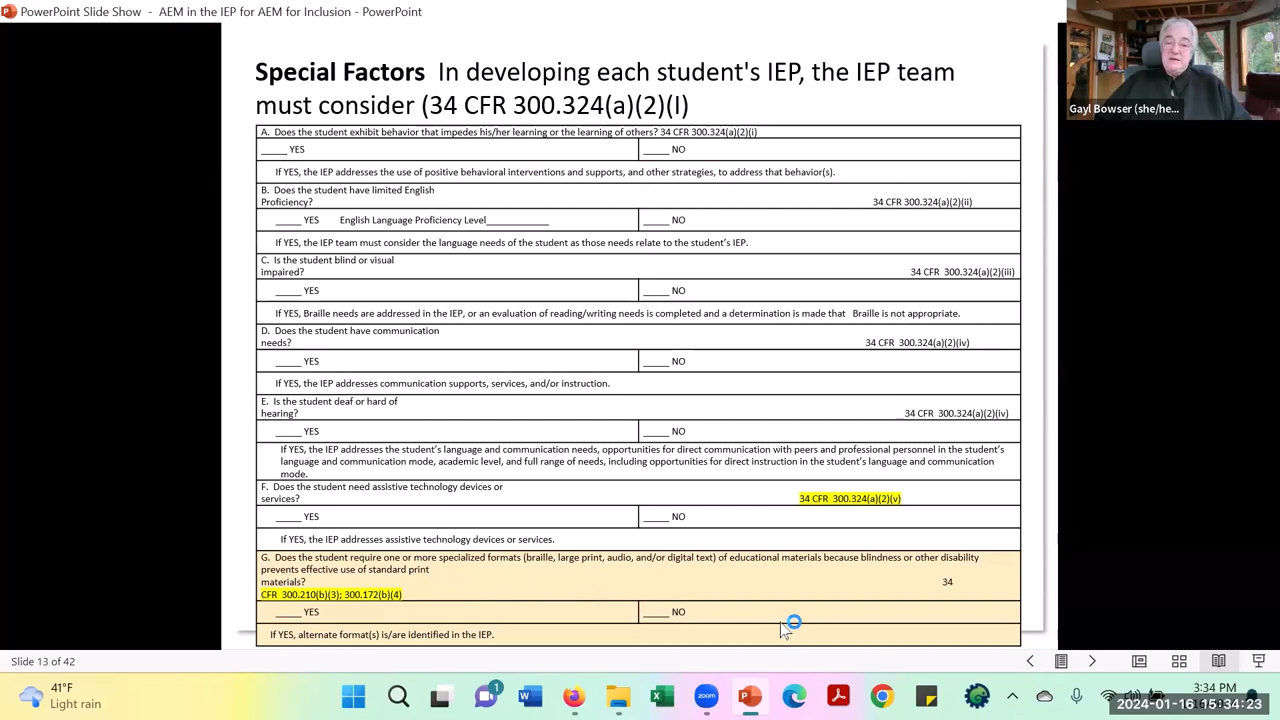 PowerPoint Slide Show - AEM in the IEP for AEM for Inclusion - PowerPoint
Gayl Bowser (she/he...
Special Factors In developing each student's IEP, the IEP team
must consider (34 CFR 300.324(a)(2)(I)
A. Does the student exhibit behavior that impedes his/her learning or the learning of others? 34 CFR 300.324(a)(2)(i)
_____ YES _____ NO
If YES, the IEP addresses the use of positive behavioral interventions and supports, and other strategies, to address that behavior(s).
B. Does the student have limited English
Proficiency? 34 CFR 300.324(a)(2)(ii)
_____ YES English Language Proficiency Level____________ _____ NO
If YES, the IEP team must consider the language needs of the student as those needs relate to the student’s IEP.
C. Is the student blind or visual
impaired? 34 CFR 300.324(a)(2)(iii)
_____ YES _____ NO
If YES, Braille needs are addressed in the IEP, or an evaluation of reading/writing needs is completed and a determination is made that Braille is not appropriate.
D. Does the student have communication
needs? 34 CFR 300.324(a)(2)(iv)
_____ YES _____ NO
If YES, the IEP addresses communication supports, services, and/or instruction.
E. Is the student deaf or hard of
hearing? 34 CFR 300.324(a)(2)(iv)
_____ YES _____ NO
If YES, the IEP addresses the student’s language and communication needs, opportunities for direct communication with peers and professional personnel in the student’s
language and communication mode, academic level, and full range of needs, including opportunities for direct instruction in the student’s language and communication
mode.
F. Does the student need assistive technology devices or
services? 34 CFR 300.324(a)(2)(v)
_____ YES _____ NO
If YES, the IEP addresses assistive technology devices or services.
G. Does the student require one or more specialized formats (braille, large print, audio, and/or digital text) of educational materials because blindness or other disability
prevents effective use of standard print
materials? 34
CFR 300.210(b)(3); 300.172(b)(4)
_____ YES _____ NO
If YES, alternate format(s) is/are identified in the IEP.
Slide 13 of 42
41°F
Light rain
1
zoom
3:34 PM
2024-01-16 15:34:23